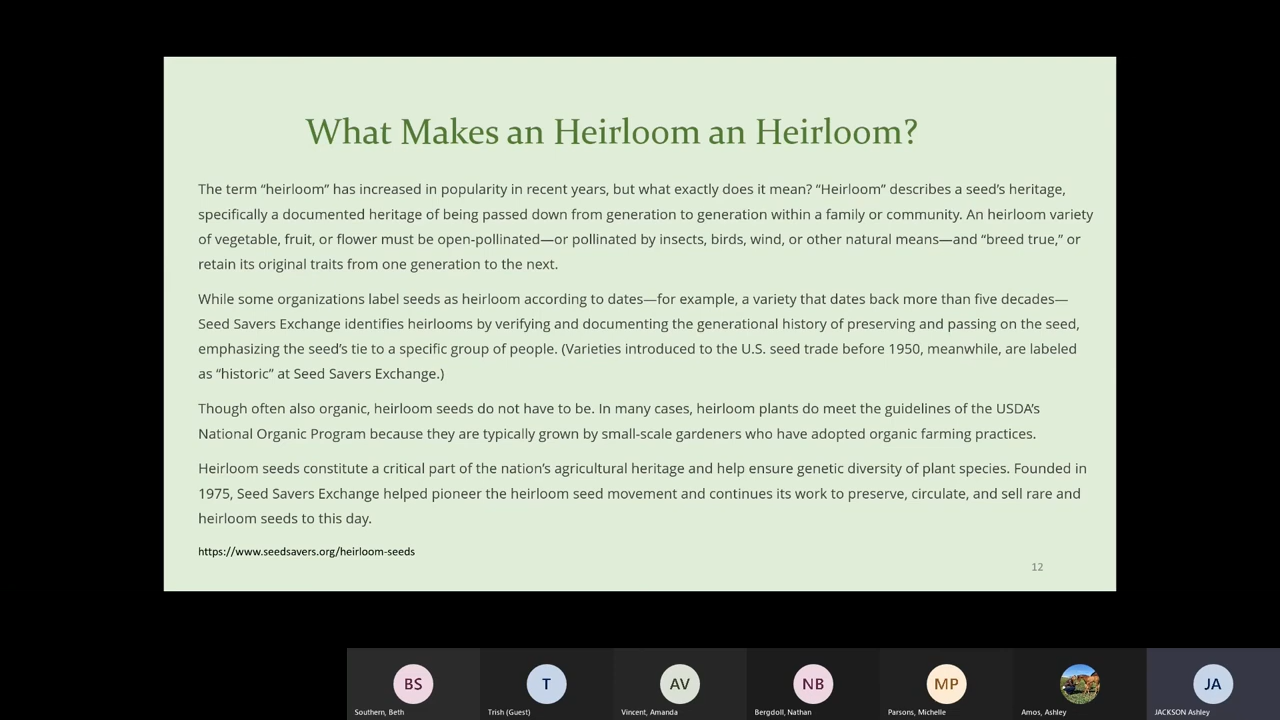 What Makes an Heirloom an Heirloom?
The term “heirloom” has increased in popularity in recent years, but what exactly does it mean? “Heirloom” describes a seed’s heritage,
specifically a documented heritage of being passed down from generation to generation within a family or community. An heirloom variety
of vegetable, fruit, or flower must be open-pollinated—or pollinated by insects, birds, wind, or other natural means—and “breed true,” or
retain its original traits from one generation to the next.
While some organizations label seeds as heirloom according to dates—for example, a variety that dates back more than five decades—
Seed Savers Exchange identifies heirlooms by verifying and documenting the generational history of preserving and passing on the seed,
emphasizing the seed’s tie to a specific group of people. (Varieties introduced to the U.S. seed trade before 1950, meanwhile, are labeled
as “historic” at Seed Savers Exchange.)
Though often also organic, heirloom seeds do not have to be. In many cases, heirloom plants do meet the guidelines of the USDA’s
National Organic Program because they are typically grown by small-scale gardeners who have adopted organic farming practices.
Heirloom seeds constitute a critical part of the nation’s agricultural heritage and help ensure genetic diversity of plant species. Founded in
1975, Seed Savers Exchange helped pioneer the heirloom seed movement and continues its work to preserve, circulate, and sell rare and
heirloom seeds to this day.
https://www.seedsavers.org/heirloom-seeds
12
BS
T
AV
NB
MP
JA
Southern, Beth
Trish (Guest)
Vincent, Amanda
Bergdoll, Nathan
Parsons, Michelle
Amos, Ashley
JACKSON Ashley